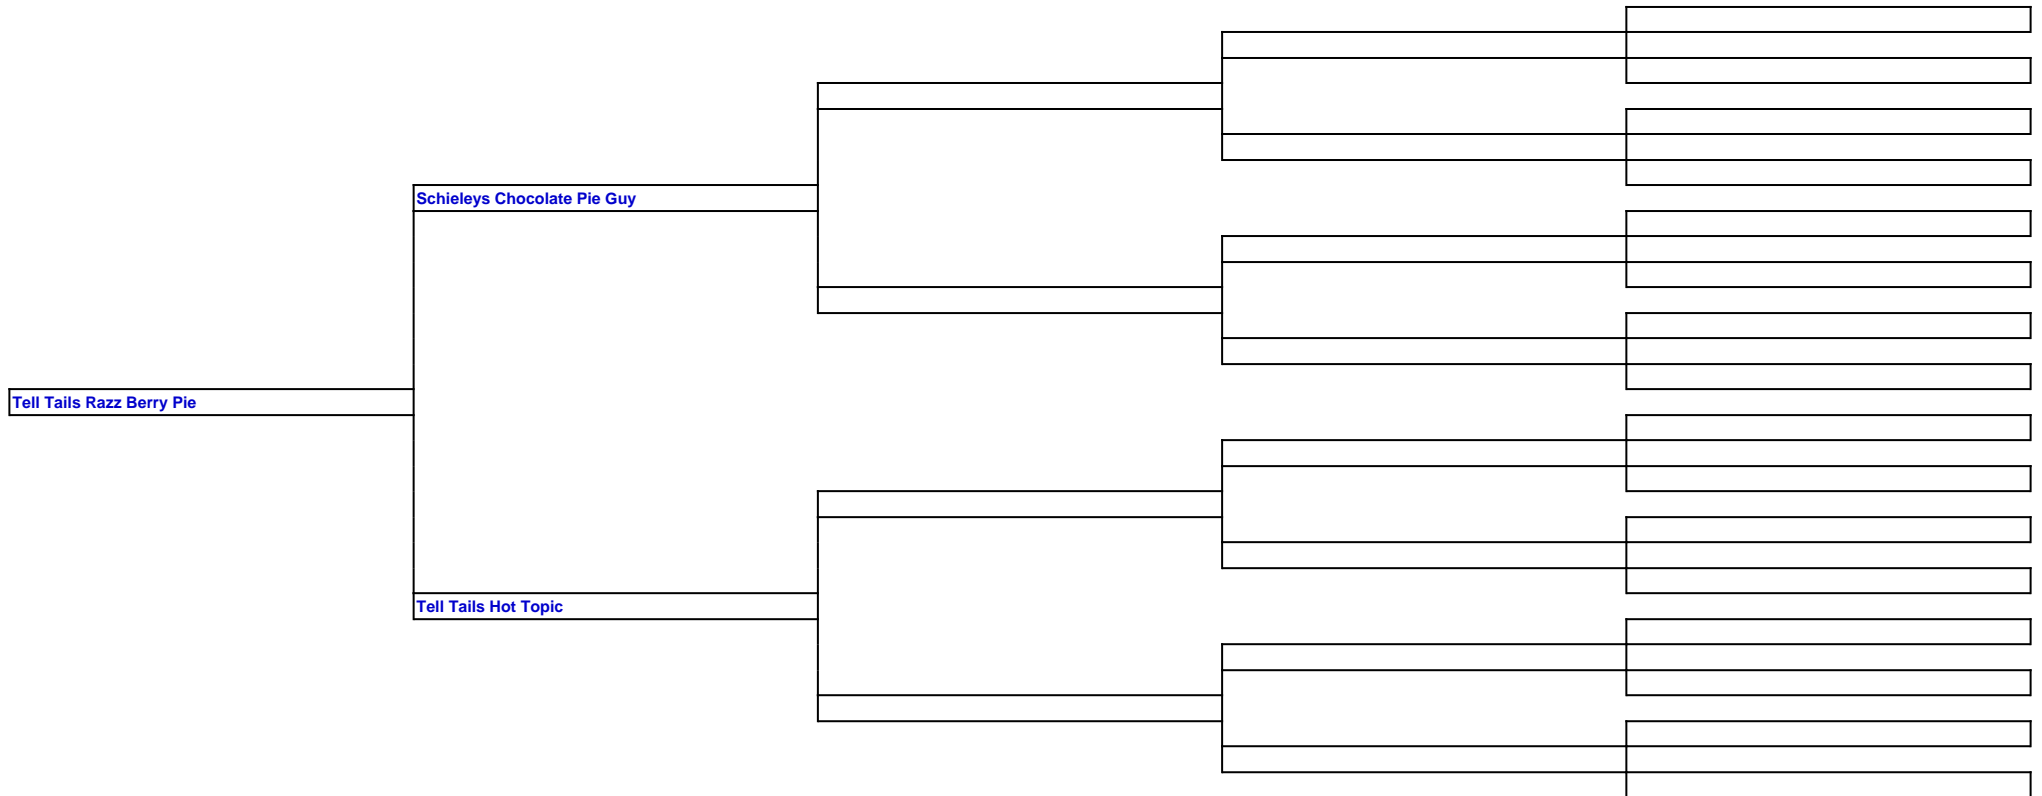 Schieleys Chocolate Pie Guy
Tell Tails Razz Berry Pie
Tell Tails Hot Topic